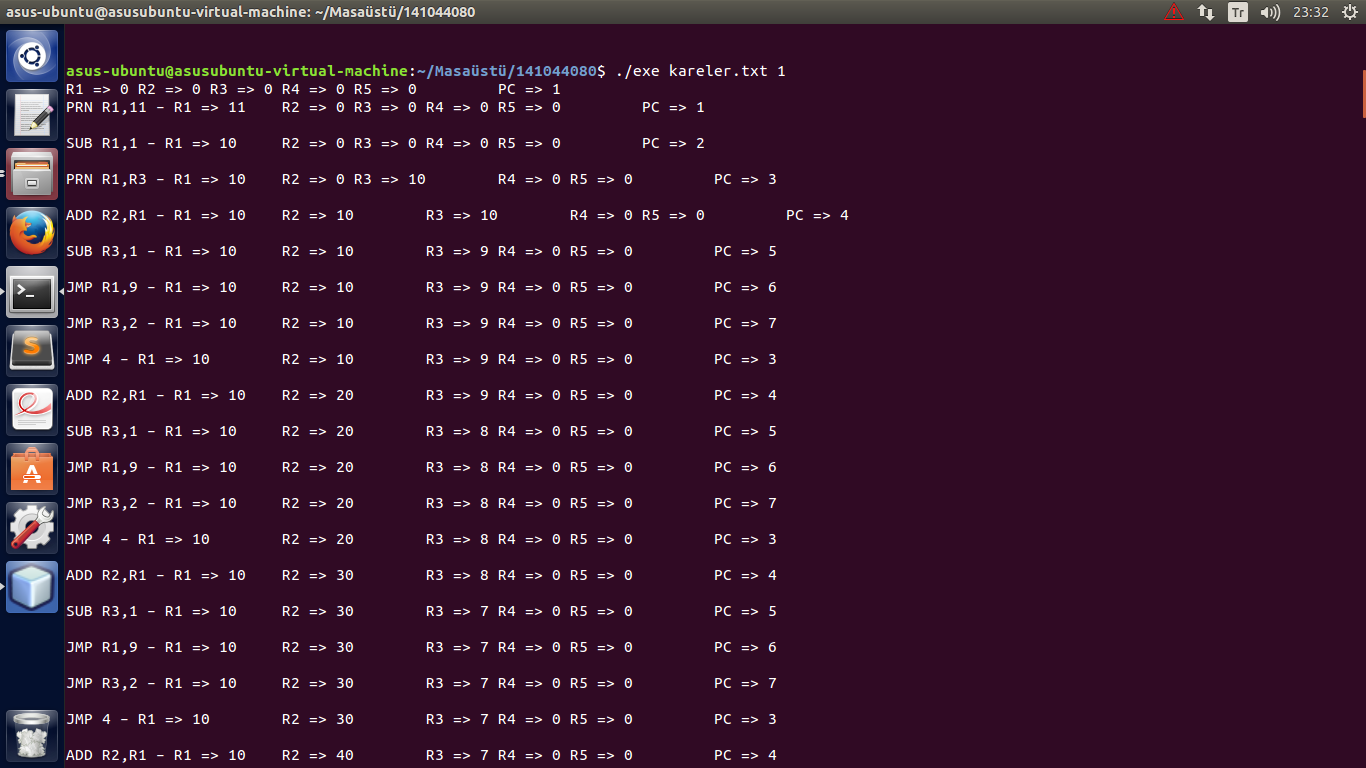 asus-ubuntu@asusubuntu-virtual-machine: ~/Masaüstü/141044080
Tr
23:32
asus-ubuntu@asusubuntu-virtual-machine:~/Masaüstü/141044080$ ./exe kareler.txt 1
R1 => 0 R2 => 0 R3 => 0 R4 => 0 R5 => 0 PC => 1
PRN R1,11 – R1 => 11 R2 => 0 R3 => 0 R4 => 0 R5 => 0 PC => 1
SUB R1,1 – R1 => 10 R2 => 0 R3 => 0 R4 => 0 R5 => 0 PC => 2
PRN R1,R3 – R1 => 10 R2 => 0 R3 => 10 R4 => 0 R5 => 0 PC => 3
ADD R2,R1 – R1 => 10 R2 => 10 R3 => 10 R4 => 0 R5 => 0 PC => 4
SUB R3,1 – R1 => 10 R2 => 10 R3 => 9 R4 => 0 R5 => 0 PC => 5
JMP R1,9 – R1 => 10 R2 => 10 R3 => 9 R4 => 0 R5 => 0 PC => 6
JMP R3,2 – R1 => 10 R2 => 10 R3 => 9 R4 => 0 R5 => 0 PC => 7
JMP 4 – R1 => 10 R2 => 10 R3 => 9 R4 => 0 R5 => 0 PC => 3
ADD R2,R1 – R1 => 10 R2 => 20 R3 => 9 R4 => 0 R5 => 0 PC => 4
SUB R3,1 – R1 => 10 R2 => 20 R3 => 8 R4 => 0 R5 => 0 PC => 5
JMP R1,9 – R1 => 10 R2 => 20 R3 => 8 R4 => 0 R5 => 0 PC => 6
JMP R3,2 – R1 => 10 R2 => 20 R3 => 8 R4 => 0 R5 => 0 PC => 7
JMP 4 – R1 => 10 R2 => 20 R3 => 8 R4 => 0 R5 => 0 PC => 3
ADD R2,R1 – R1 => 10 R2 => 30 R3 => 8 R4 => 0 R5 => 0 PC => 4
SUB R3,1 – R1 => 10 R2 => 30 R3 => 7 R4 => 0 R5 => 0 PC => 5
JMP R1,9 – R1 => 10 R2 => 30 R3 => 7 R4 => 0 R5 => 0 PC => 6
JMP R3,2 – R1 => 10 R2 => 30 R3 => 7 R4 => 0 R5 => 0 PC => 7
JMP 4 – R1 => 10 R2 => 30 R3 => 7 R4 => 0 R5 => 0 PC => 3
ADD R2,R1 – R1 => 10 R2 => 40 R3 => 7 R4 => 0 R5 => 0 PC => 4